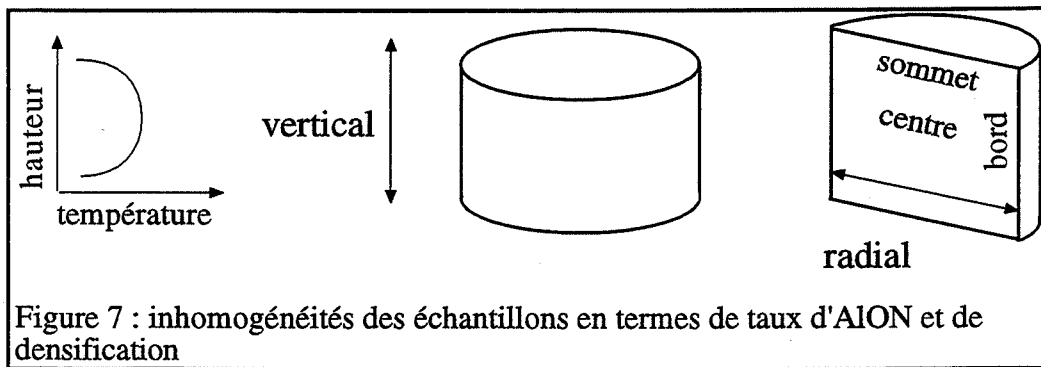 hauteur
température
vertical
sommet
centre
bord
radial
Figure 7 : inhomogénéités des échantillons en termes de taux d'AlON et de
densification